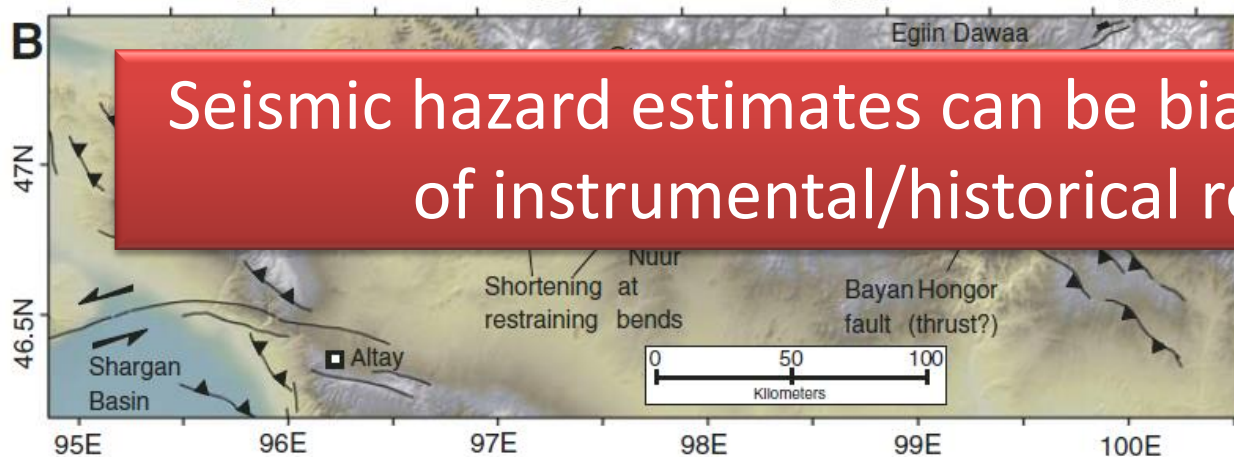 B
Egiin Dawaa
Seismic hazard estimates can be
of instrumental/historical
47N
Nuur
Shortening at
restraining bends
Bayan Hongor
fault (thrust?)
46.5N
Altay
Shargan
Basin
0 50 100
Kilometers
95E 96E 97E 98E 99E 100E